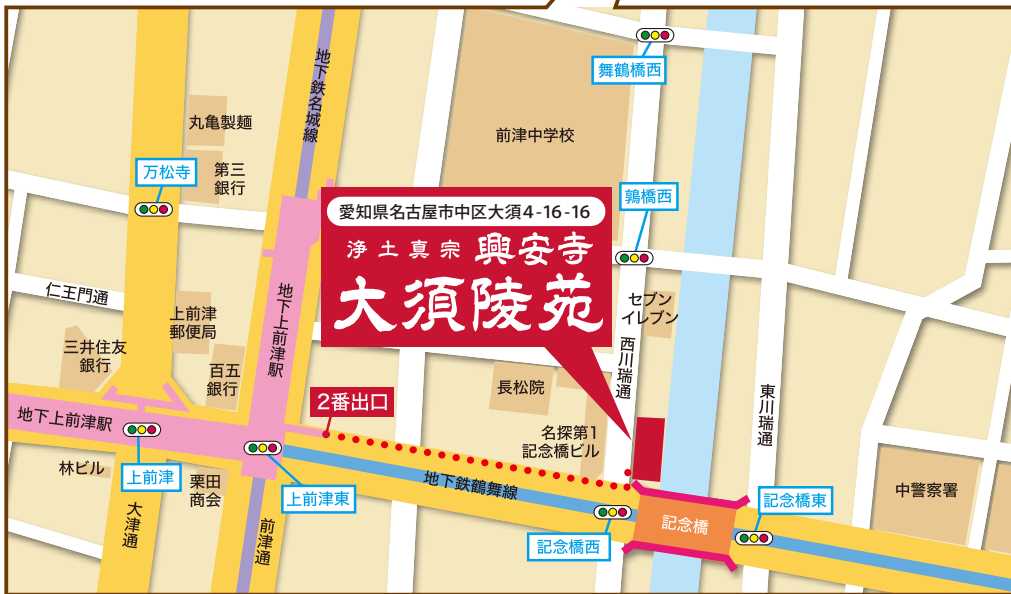 舞鶴橋西
地下鉄名城線
丸亀製麺
前津中学校
万松寺
第三
銀行
鶉橋西
愛知県名古屋市中区大須4-16-16
浄土真宗 興安寺
大須陵苑
仁王門通
地下上前津駅
セブン
イレブン
上前津
郵便局
三井住友
銀行
百五
銀行
西川瑞通
長松院
東川瑞通
2番出口
地下上前津駅
名探第1
記念橋ビル
林ビル
上前津
栗田
商会
上前津東
地下鉄鶴舞線
大津通
前津通
記念橋西
記念橋
記念橋東
中警察署